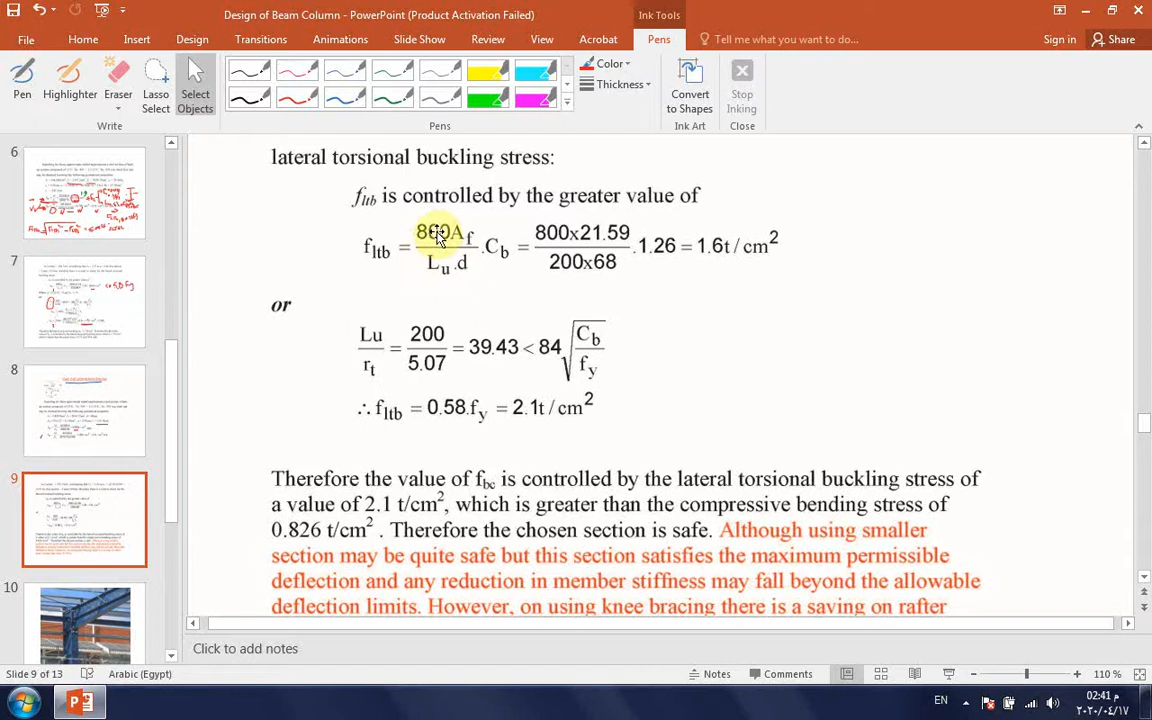 Design of Beam Column - PowerPoint (Product Activation Failed)
Ink Tools
File Home Insert Design Transitions Animations Slide Show Review View Acrobat Pens Tell me what you want to do... Sign in Share
Pen Highlighter Eraser Lasso Select Select Objects
Color
Thickness
Convert to Shapes
Stop Inking
Write Pens Ink Art Close
6
7
8
9
10
lateral torsional buckling stress:
fltb is controlled by the greater value of
fltb = 800Af / Lu.d .Cb = 800x21.59 / 200x68 .1.26 = 1.6t / cm2
or
Lu / rt = 200 / 5.07 = 39.43 < 84 √ Cb / fy
∴ fltb = 0.58.fy = 2.1t / cm2
Therefore the value of fbc is controlled by the lateral torsional buckling stress of
a value of 2.1 t/cm2, which is greater than the compressive bending stress of
0.826 t/cm2 . Therefore the chosen section is safe. Although using smaller
section may be quite safe but this section satisfies the maximum permissible
deflection and any reduction in member stiffness may fall beyond the allowable
deflection limits. However, on using knee bracing there is a saving on rafter
Click to add notes
Slide 9 of 13 Arabic (Egypt) Notes Comments 110 %
EN 02:41 م
٢٠٢٠/٠٤/١٧